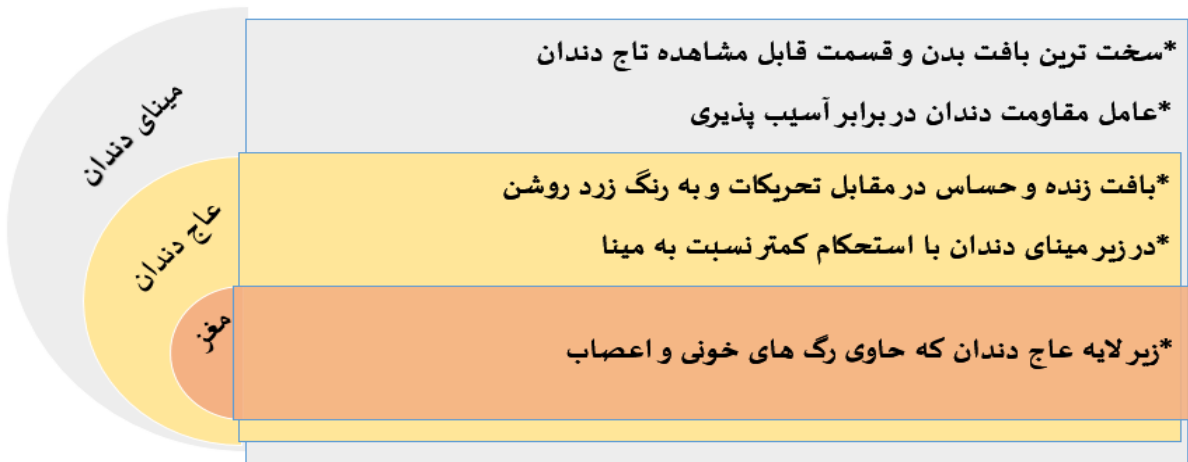 مینای دندان
*سخت ترین بافت بدن و قسمت قابل مشاهده تاج دندان
*عامل مقاومت دندان در برابر آسیب پذیری
عاج دندان
*بافت زنده و حساس در مقابل تحریکات و به رنگ زرد روشن
*در زیر مینای دندان با استحکام کمتر نسبت به مینا
مغز
*زیر لایه عاج دندان که حاوی رگ های خونی و اعصاب